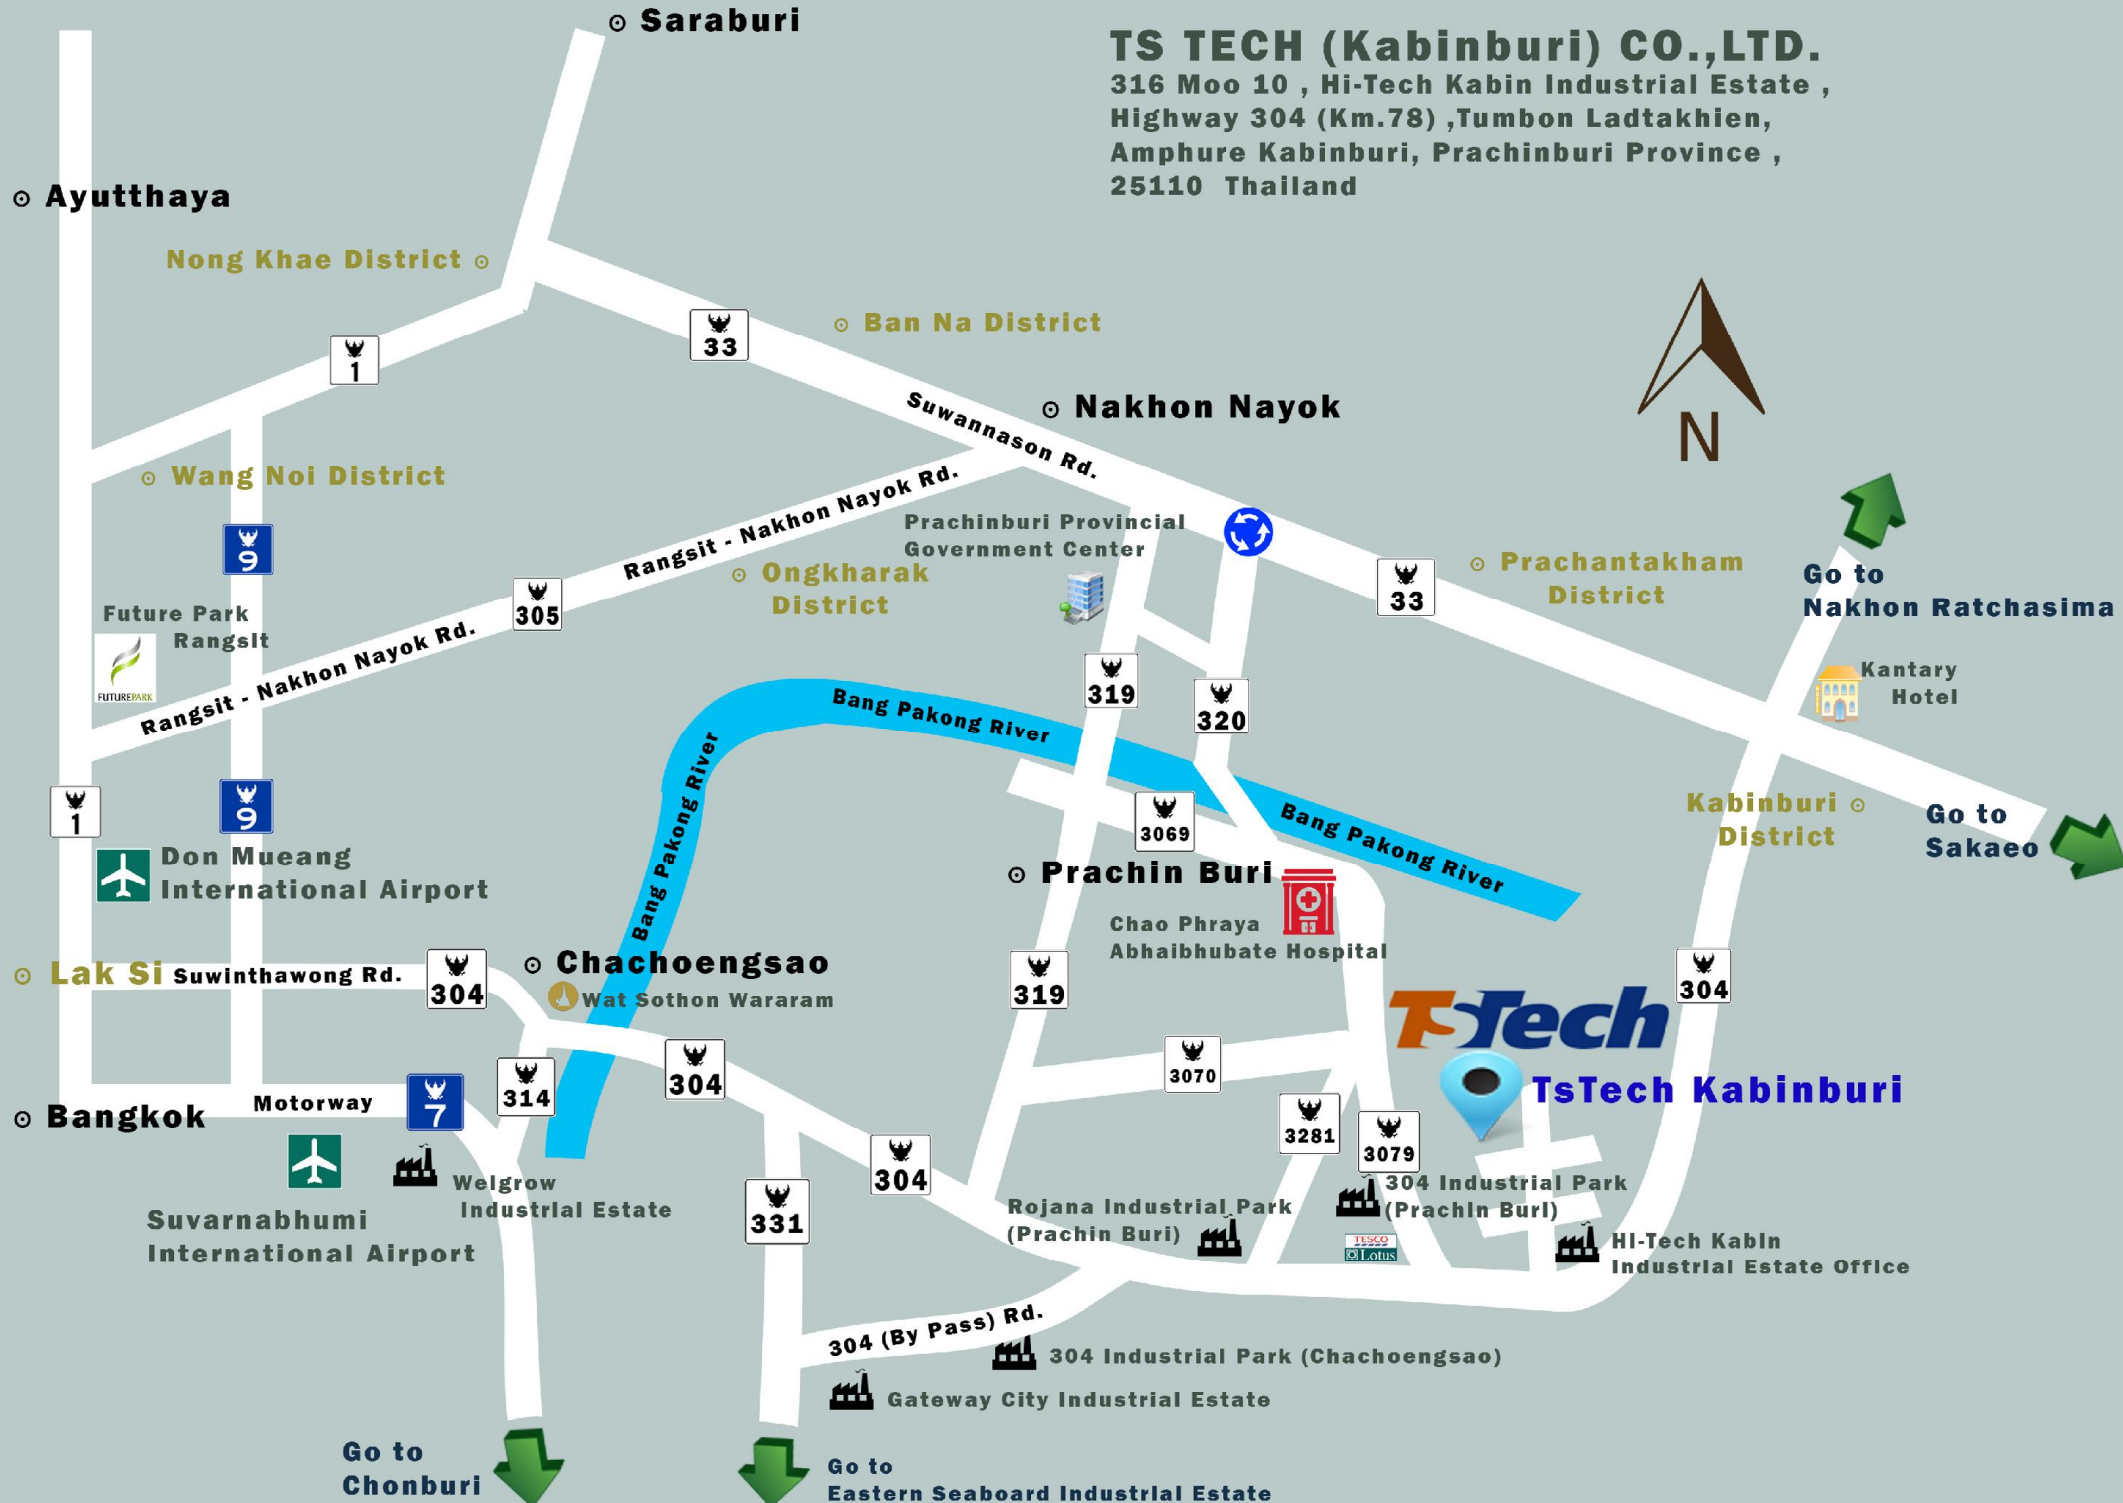 Saraburi
TS TECH (Kabinburi) CO.,LTD.
316 Moo 10 , Hi-Tech Kabin Industrial Estate ,
Highway 304 (Km.78) ,Tumbon Ladtakhien,
Amphure Kabinburi, Prachinburi Province ,
25110 Thailand
Ayutthaya
Nong Khae District
Ban Na District
33
1
Suwannason Rd.
Nakhon Nayok
N
Wang Noi District
Rangsit - Nakhon Nayok Rd.
9
Prachinburi Provincial
Government Center
Ongkharak
District
305
33
Prachantakham
District
Go to
Nakhon Ratchasima
Future Park
Rangsit
FUTUREPARK
Rangsit - Nakhon Nayok Rd.
319
320
Kantary
Hotel
Bang Pakong River
Bang Pakong River
1
9
3069
Bang Pakong River
Kabinburi
District
Go to
Sakaeo
Don Mueang
International Airport
Prachin Buri
Chao Phraya
Abhaibhubate Hospital
Lak Si
Suwinthawong Rd.
304
Chachoengsao
Wat Sothon Wararam
319
304
TsTech
304
314
3070
TsTech Kabinburi
Bangkok
Motorway
7
3281
3079
304
Welgrow
Industrial Estate
331
Suvarnabhumi
International Airport
Rojana Industrial Park
(Prachin Buri)
304 Industrial Park
(Prachin Buri)
TESCO
Lotus
Hi-Tech Kabin
Industrial Estate Office
304 (By Pass) Rd.
304 Industrial Park (Chachoengsao)
Gateway City Industrial Estate
Go to
Chonburi
Go to
Eastern Seaboard Industrial Estate